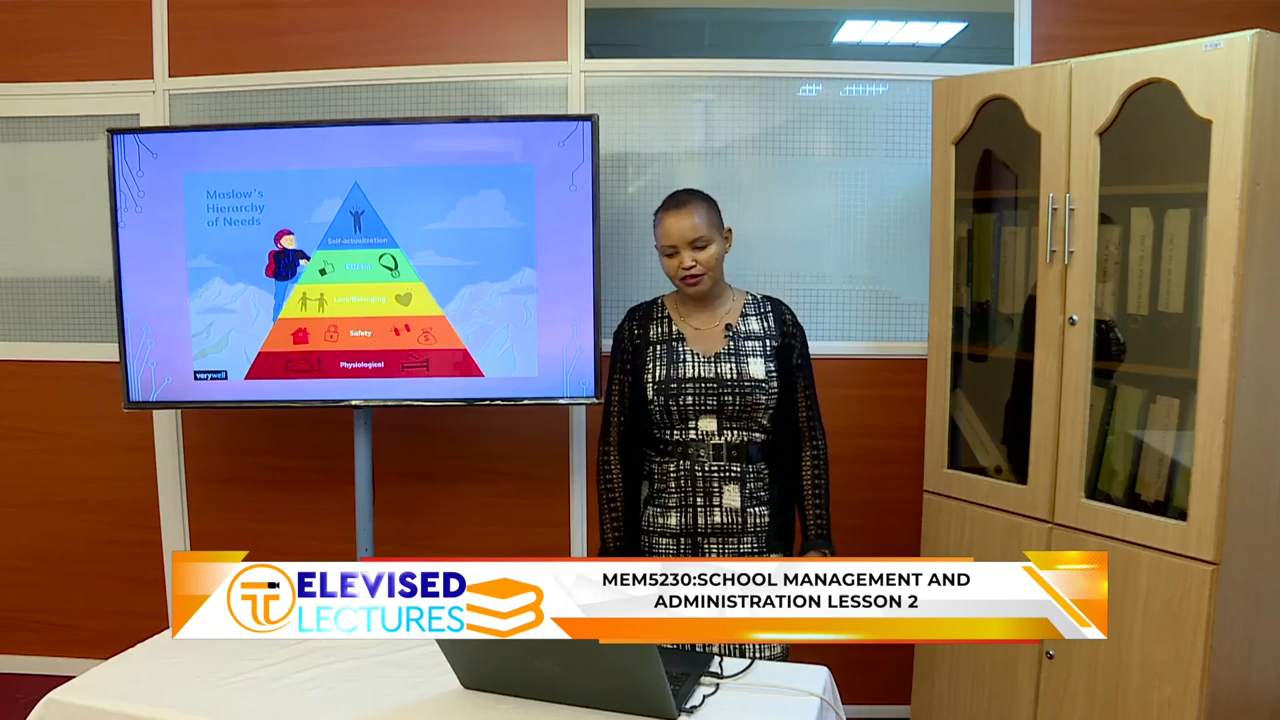 Maslow's
Hierarchy
of Needs
Self-actualization
Esteem
Love/Belonging
Safety
Physiological
verywell
TELEVISED
LECTURES
MEM5230:SCHOOL MANAGEMENT AND
ADMINISTRATION LESSON 2